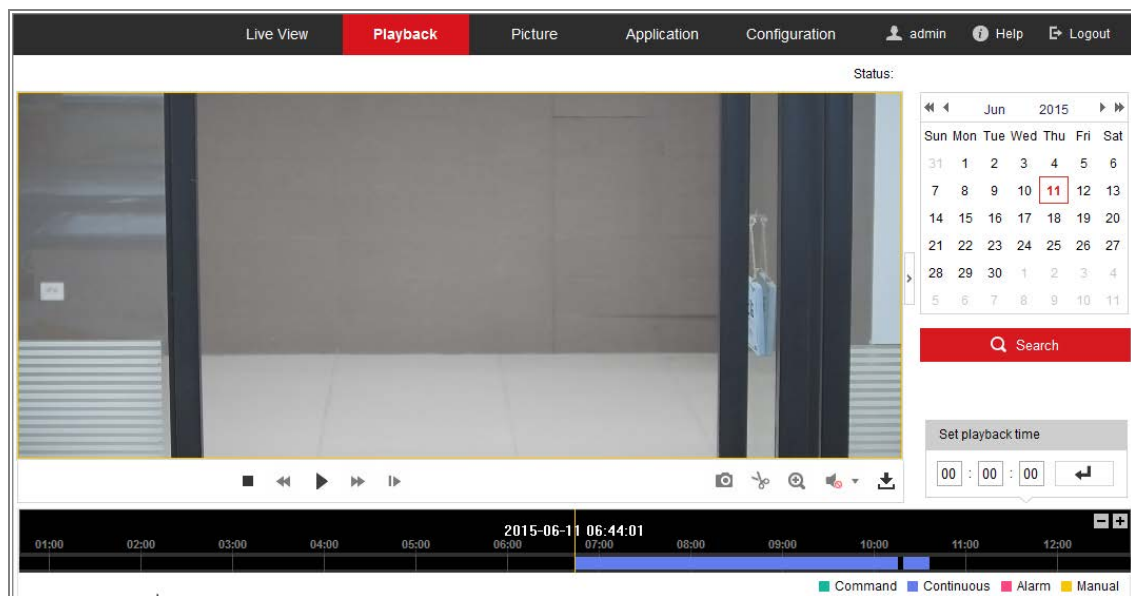 Live View Playback Picture Application Configuration admin Help Logout
Status:
Jun 2015
Sun Mon Tue Wed Thu Fri Sat
31 1 2 3 4 5 6
7 8 9 10 11 12 13
14 15 16 17 18 19 20
21 22 23 24 25 26 27
28 29 30 1 2 3 4
5 6 7 8 9 10 11
Search
Set playback time
00 : 00 : 00
2015-06-11 06:44:01
01:00 02:00 03:00 04:00 05:00 06:00 07:00 08:00 09:00 10:00 11:00 12:00
Command Continuous Alarm Manual